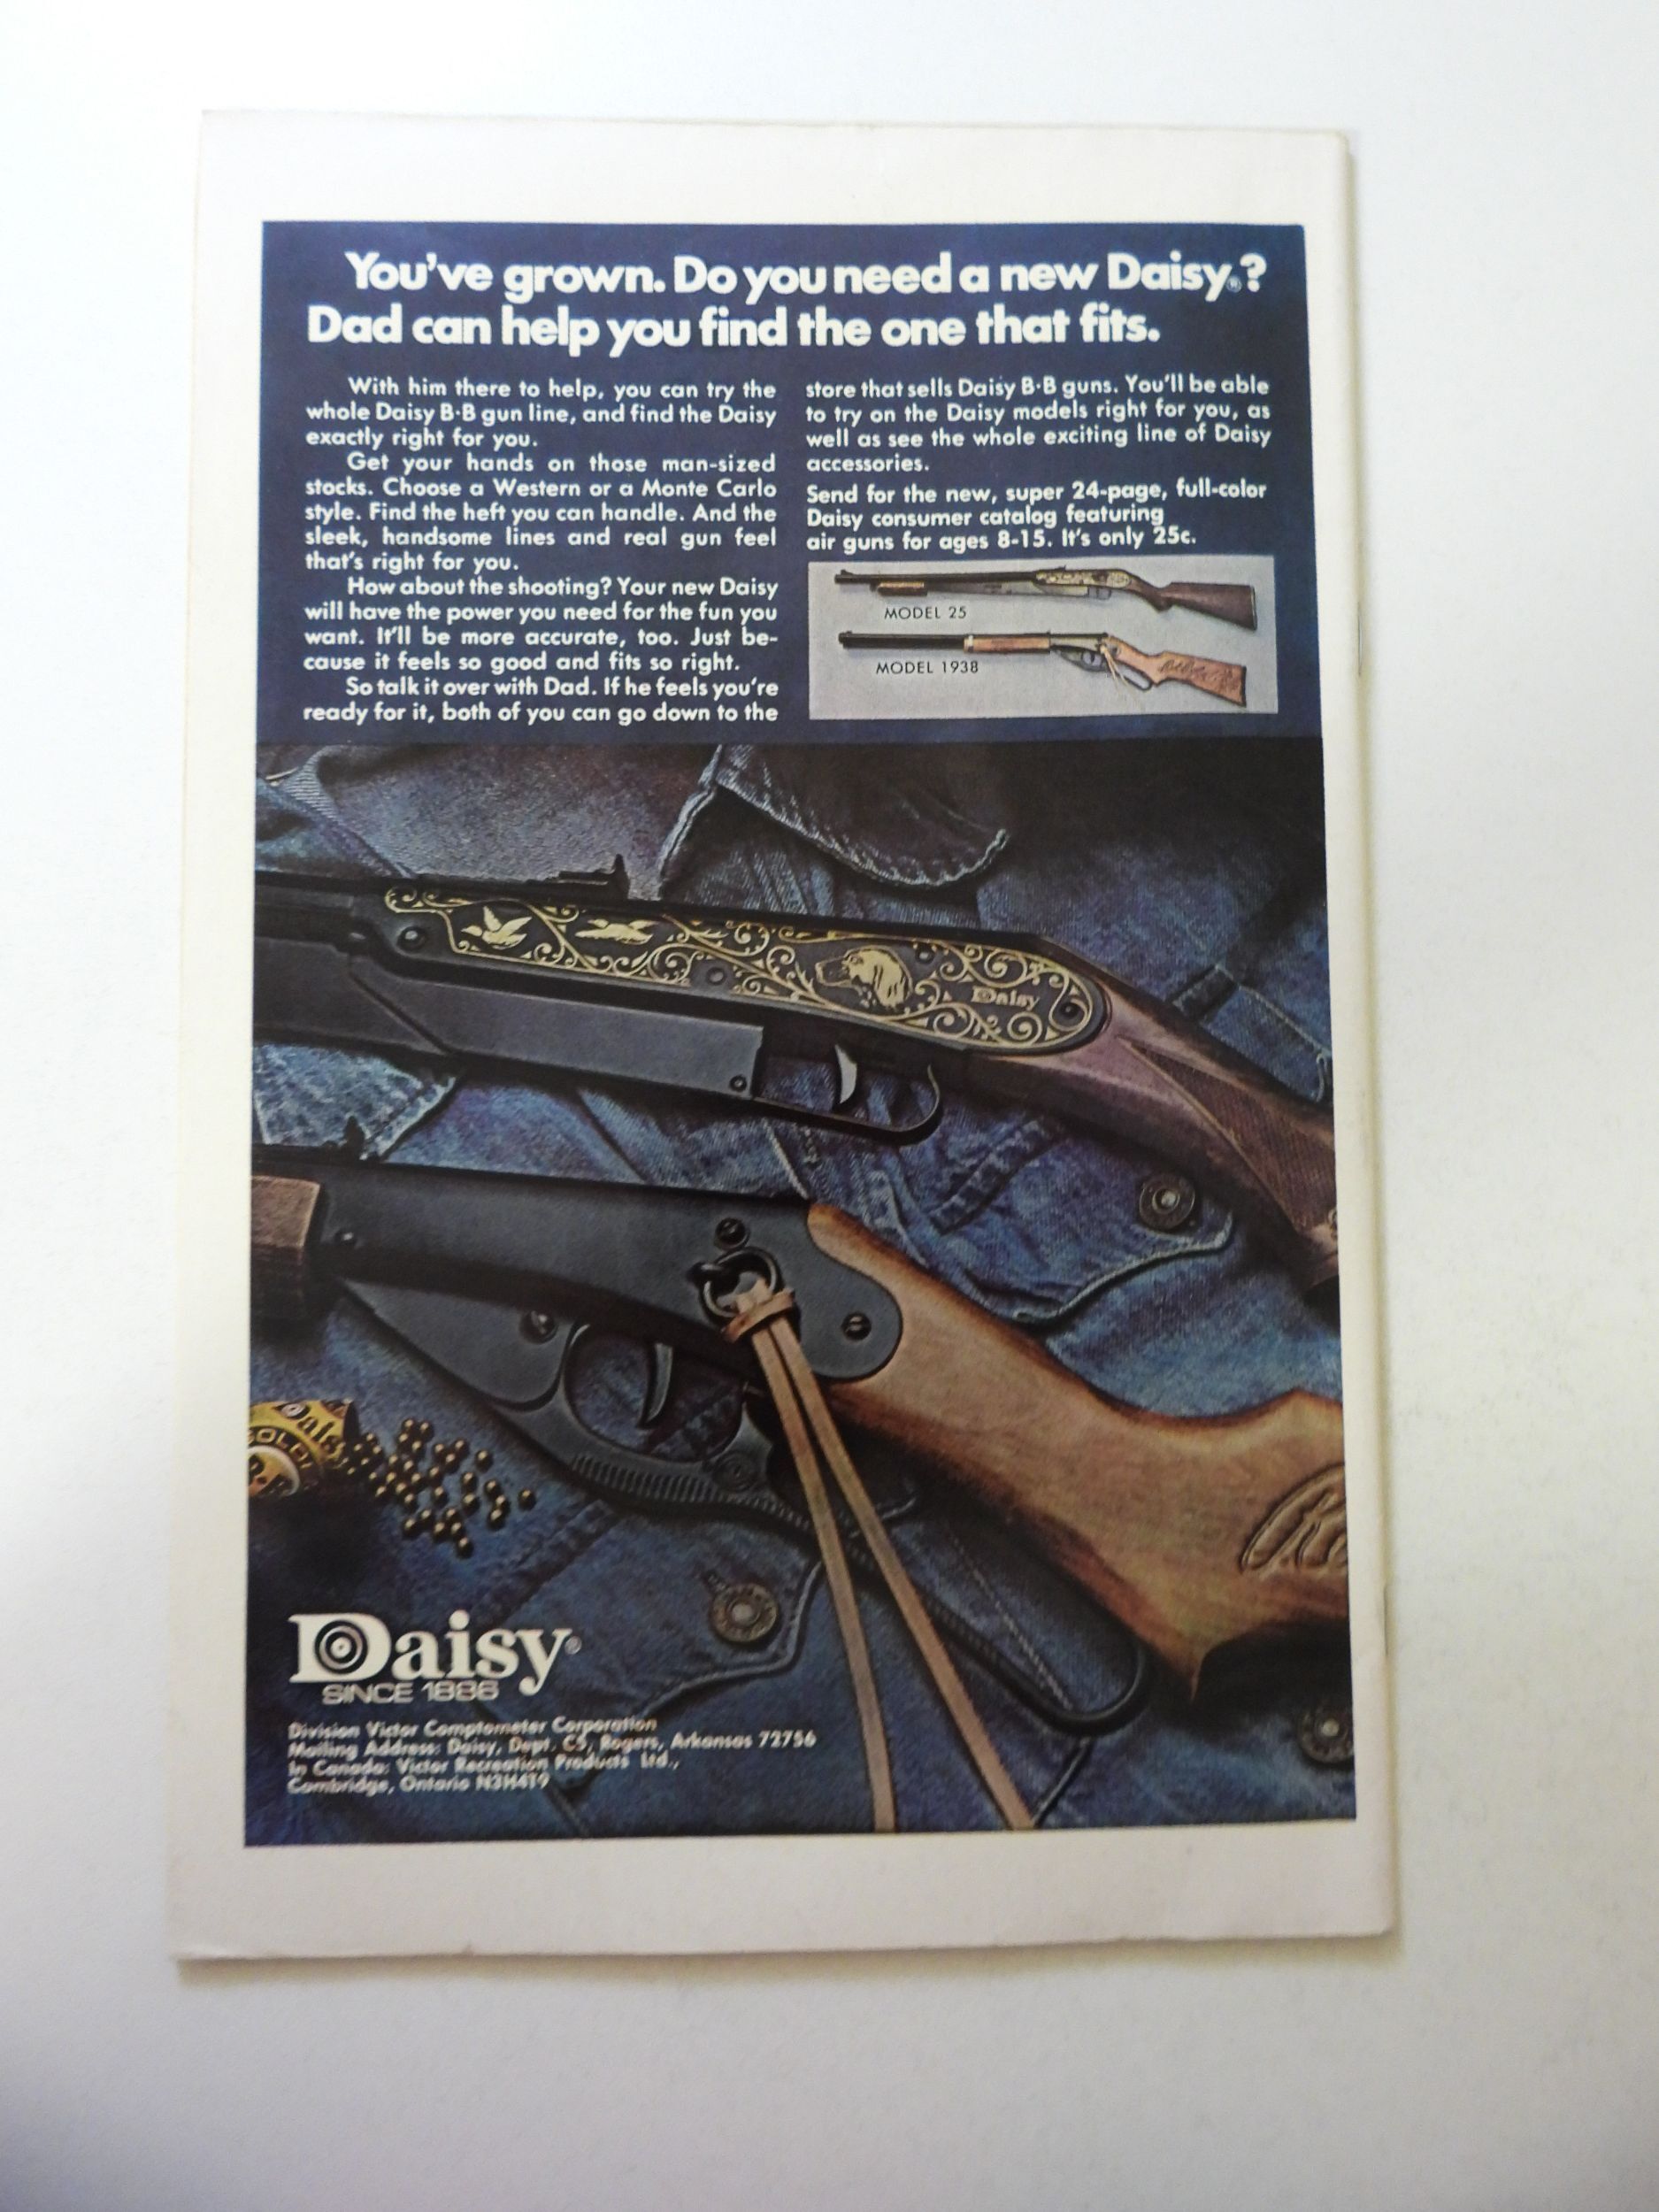 You've grown. Do you need a new Daisy®?
Dad can help you find the one that fits.
With him there to help, you can try the
whole Daisy B·B gun line, and find the Daisy
exactly right for you.
Get your hands on those man-sized
stocks. Choose a Western or a Monte Carlo
style. Find the heft you can handle. And the
sleek, handsome lines and real gun feel
that's right for you.
How about the shooting? Your new Daisy
will have the power you need for the fun you
want. It'll be more accurate, too. Just be-
cause it feels so good and fits so right.
So talk it over with Dad. If he feels you're
ready for it, both of you can go down to the
store that sells Daisy B·B guns. You'll be able
to try on the Daisy models right for you, as
well as see the whole exciting line of Daisy
accessories.
Send for the new, super 24-page, full-color
Daisy consumer catalog featuring
air guns for ages 8-15. It's only 25c.
MODEL 25
MODEL 1938
Daisy
Daisy
Daisy®
SINCE 1886
Division Victor Comptometer Corporation
Mailing Address: Daisy, Dept. C5, Rogers, Arkansas 72756
In Canada: Victor Recreation Products Ltd.,
Cambridge, Ontario N3H4T9